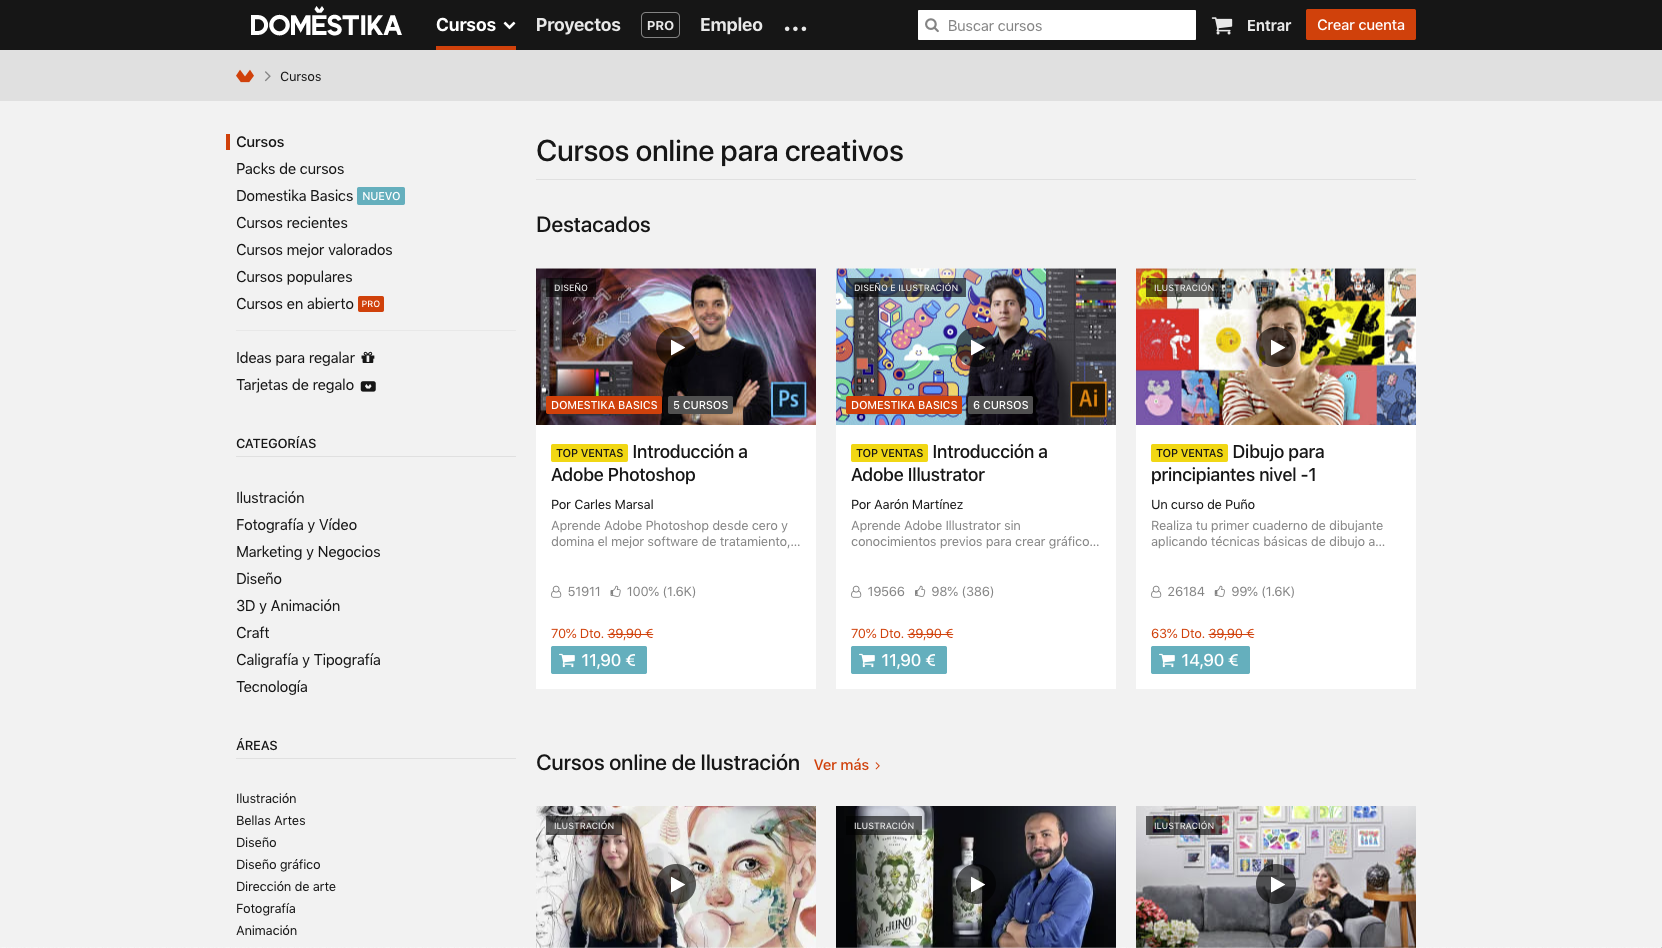 DOMESTIKA
Cursos
Proyectos
PRO
Empleo
...
Buscar cursos
Entrar
Crear cuenta
Cursos
Cursos
Packs de cursos
Domestika Basics NUEVO
Cursos recientes
Cursos mejor valorados
Cursos populares
Cursos en abierto PRO
Ideas para regalar
Tarjetas de regalo
CATEGORÍAS
Ilustración
Fotografía y Vídeo
Marketing y Negocios
Diseño
3D y Animación
Craft
Caligrafía y Tipografía
Tecnología
ÁREAS
Ilustración
Bellas Artes
Diseño
Diseño gráfico
Dirección de arte
Fotografía
Animación
Cursos online para creativos
Destacados
DISEÑO
Ps
DOMESTIKA BASICS 5 CURSOS
TOP VENTAS Introducción a
Adobe Photoshop
Por Carles Marsal
Aprende Adobe Photoshop desde cero y
domina el mejor software de tratamiento,...
51911 100% (1.6K)
70% Dto. 39,90 €
11,90 €
DISEÑO E ILUSTRACIÓN
Ai
DOMESTIKA BASICS 6 CURSOS
TOP VENTAS Introducción a
Adobe Illustrator
Por Aarón Martínez
Aprende Adobe Illustrator sin
conocimientos previos para crear gráfico...
19566 98% (386)
70% Dto. 39,90 €
11,90 €
ILUSTRACIÓN
TOP VENTAS Dibujo para
principiantes nivel -1
Un curso de Puño
Realiza tu primer cuaderno de dibujante
aplicando técnicas básicas de dibujo a...
26184 99% (1.6K)
63% Dto. 39,90 €
14,90 €
Cursos online de Ilustración Ver más
ILUSTRACIÓN
ILUSTRACIÓN
AdJUNOD
ILUSTRACIÓN